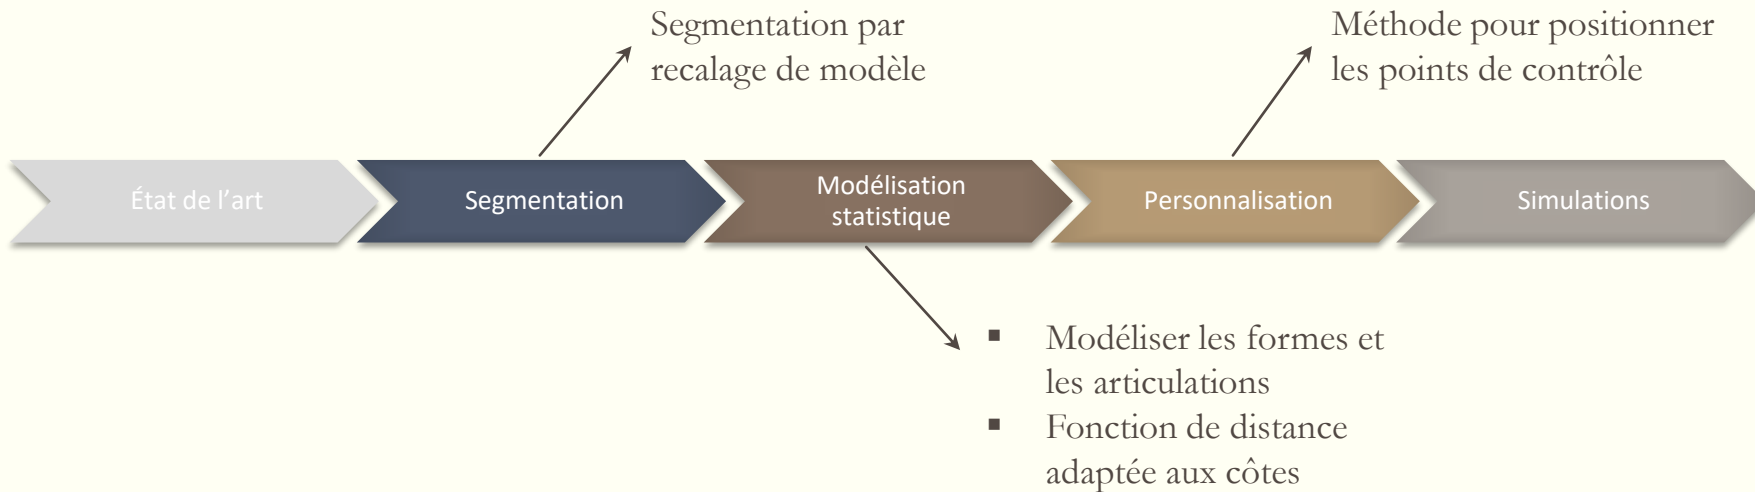 Segmentation par
recalage de modèle
Méthode pour positionner
les points de contrôle
État de l’art
Segmentation
Modélisation
statistique
Personnalisation
Simulations
▪ Modéliser les formes et
les articulations
▪ Fonction de distance
adaptée aux côtes